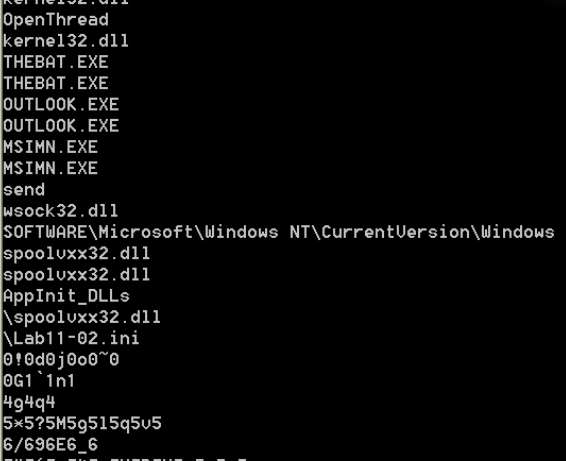 kernel32.dll
OpenThread
kernel32.dll
THEBAT.EXE
THEBAT.EXE
OUTLOOK.EXE
OUTLOOK.EXE
MSIMN.EXE
MSIMN.EXE
send
wsock32.dll
SOFTWARE\Microsoft\Windows NT\CurrentVersion\Windows
spoolvxx32.dll
spoolvxx32.dll
AppInit_DLLs
\spoolvxx32.dll
\Lab11-02.ini
0!0d0j0o0~0
0G1`1n1
4g4q4
5*5?5M5g5l5q5v5
6/696E6_6